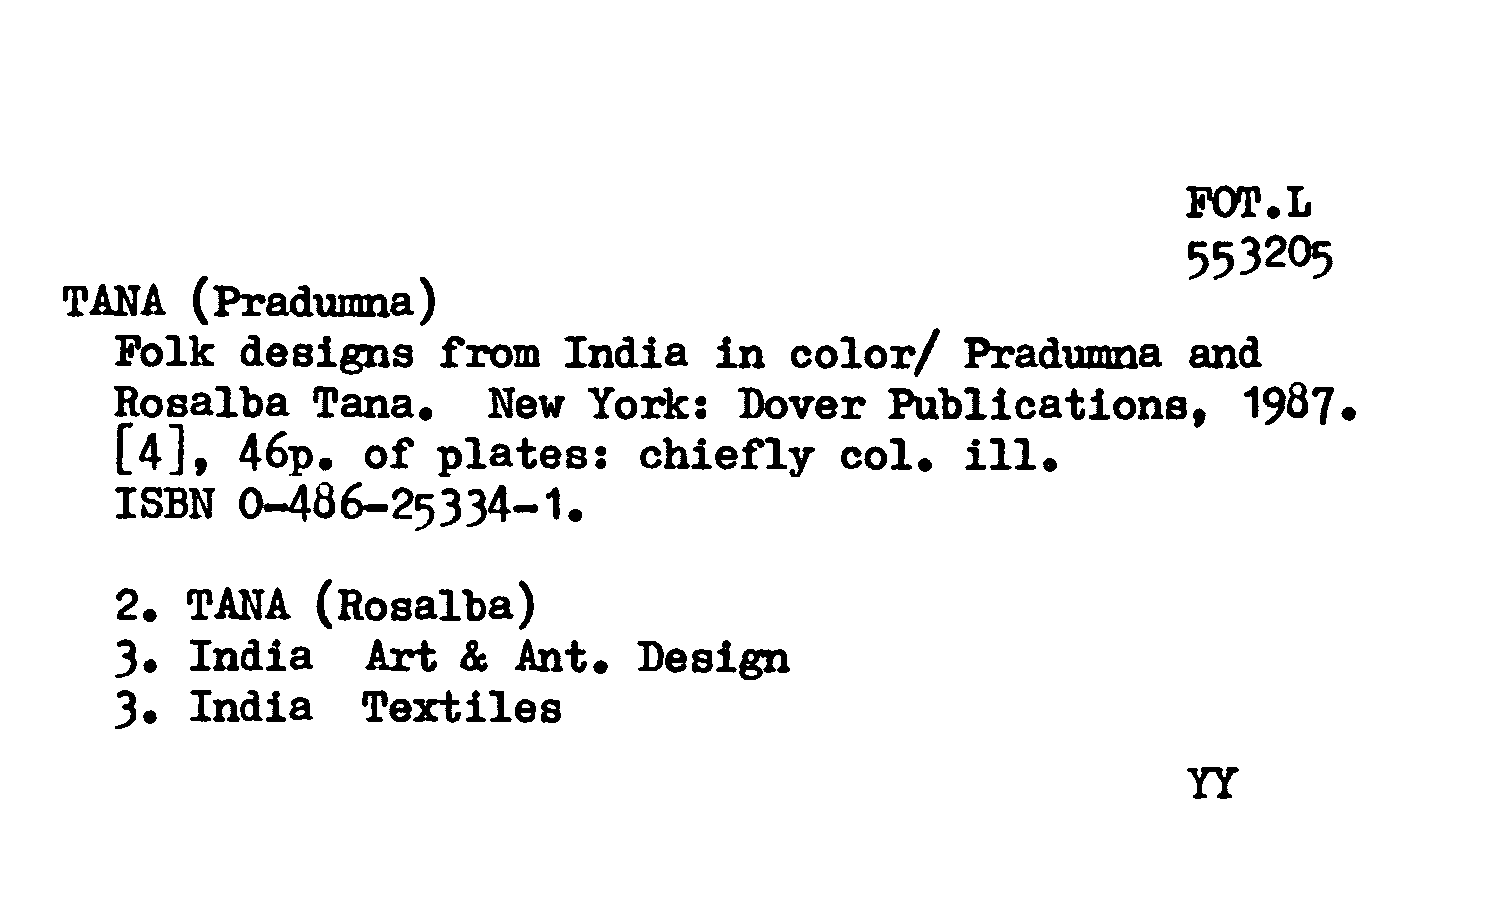 FOT.L
553205
TANA (Pradumna)
Folk designs from India in color/ Pradumna and
Rosalba Tana. New York: Dover Publications, 1987.
[4], 46p. of plates: chiefly col. ill.
ISBN 0-486-25334-1.
2. TANA (Rosalba)
3. India Art & Ant. Design
3. India Textiles
YY